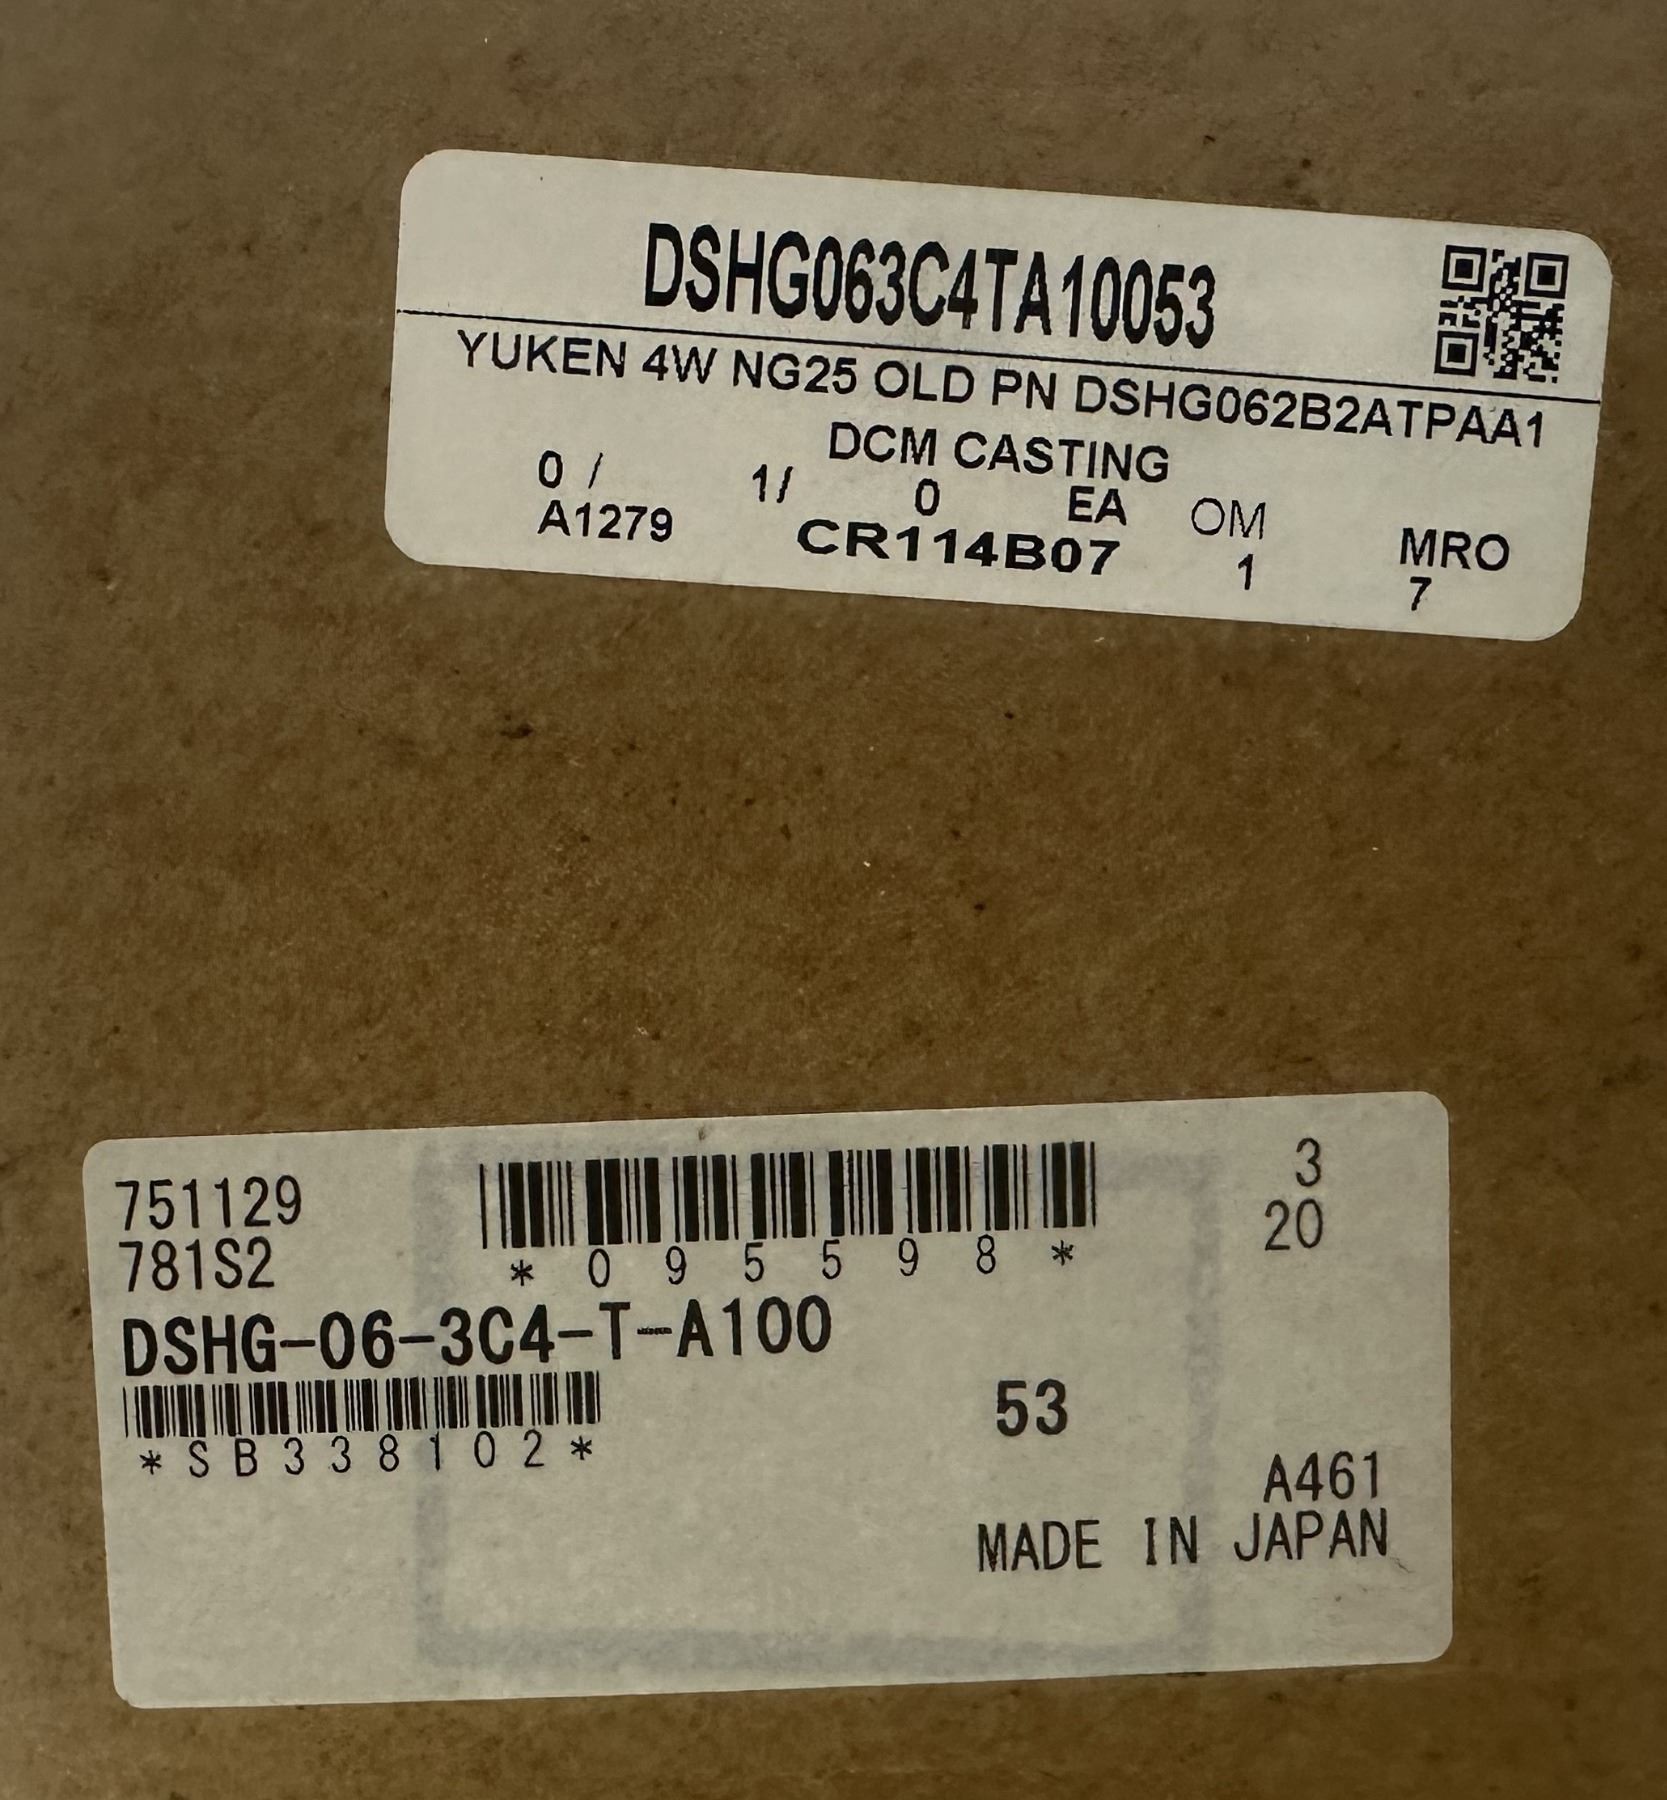 DSHG063C4TA10053
YUKEN 4W NG25 OLD PN DSHG062B2ATPAA1
DCM CASTING
0 / 1/ 0 EA OM MRO
A1279 CR114B07 1 7
751129 3
781S2 *095598* 20
DSHG-06-3C4-T-A100
53
*SB338102*
A461
MADE IN JAPAN